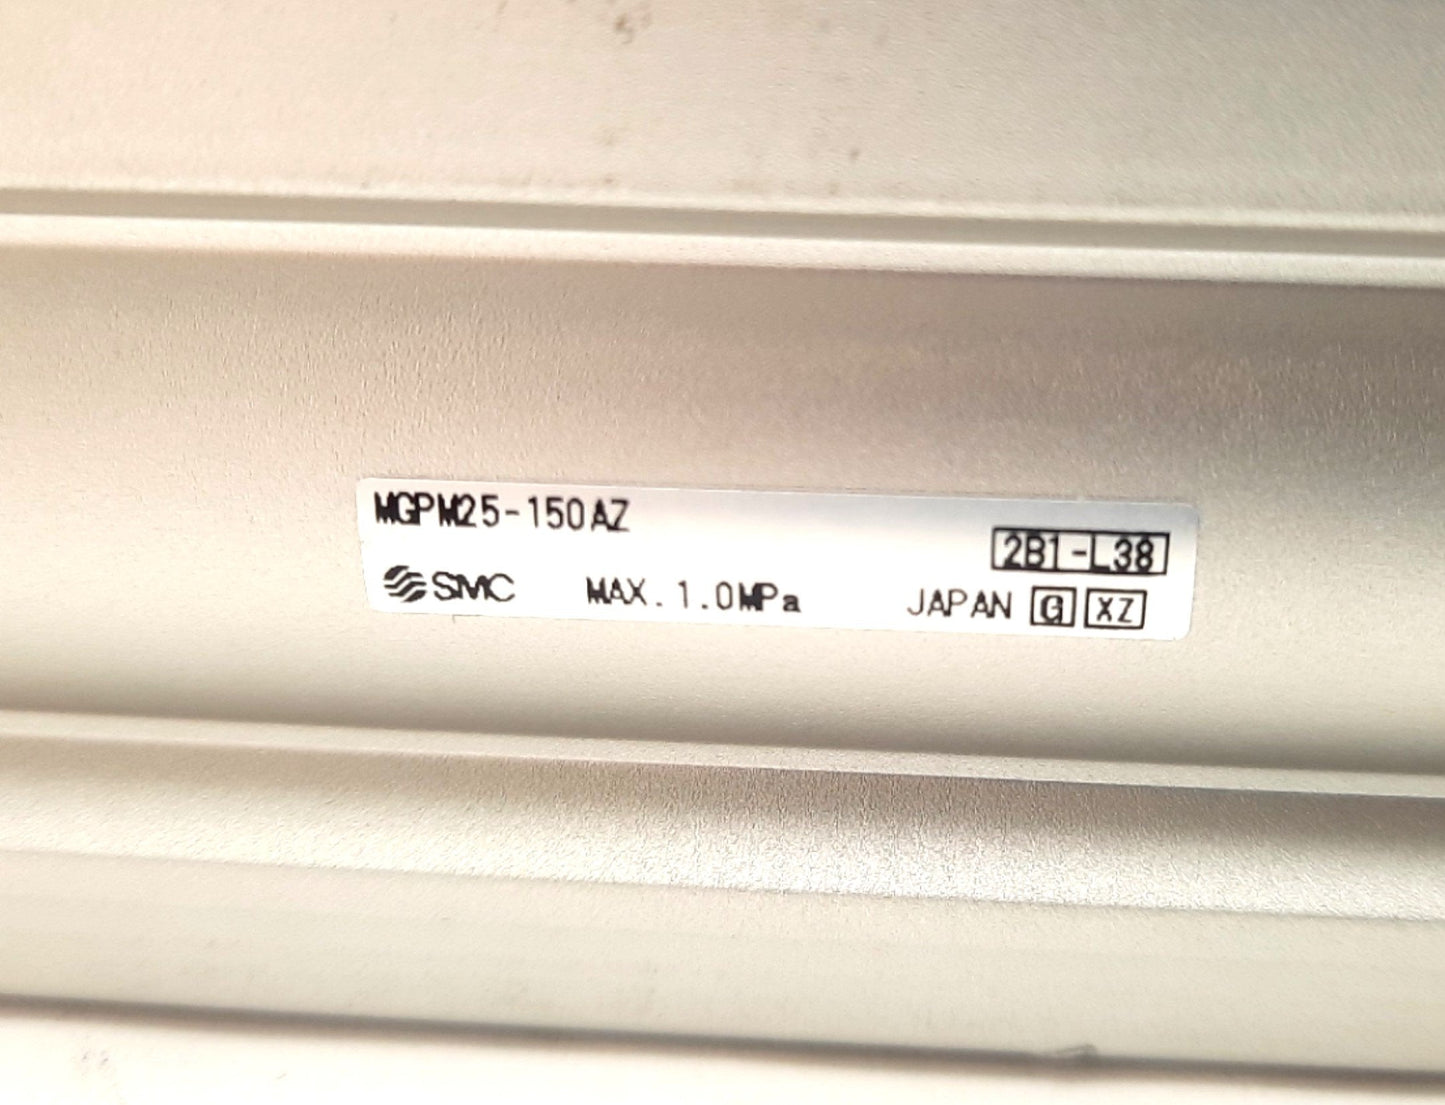 MGPM25-150AZ
2B1-L38
SMC MAX. 1.0MPa JAPAN G XZ